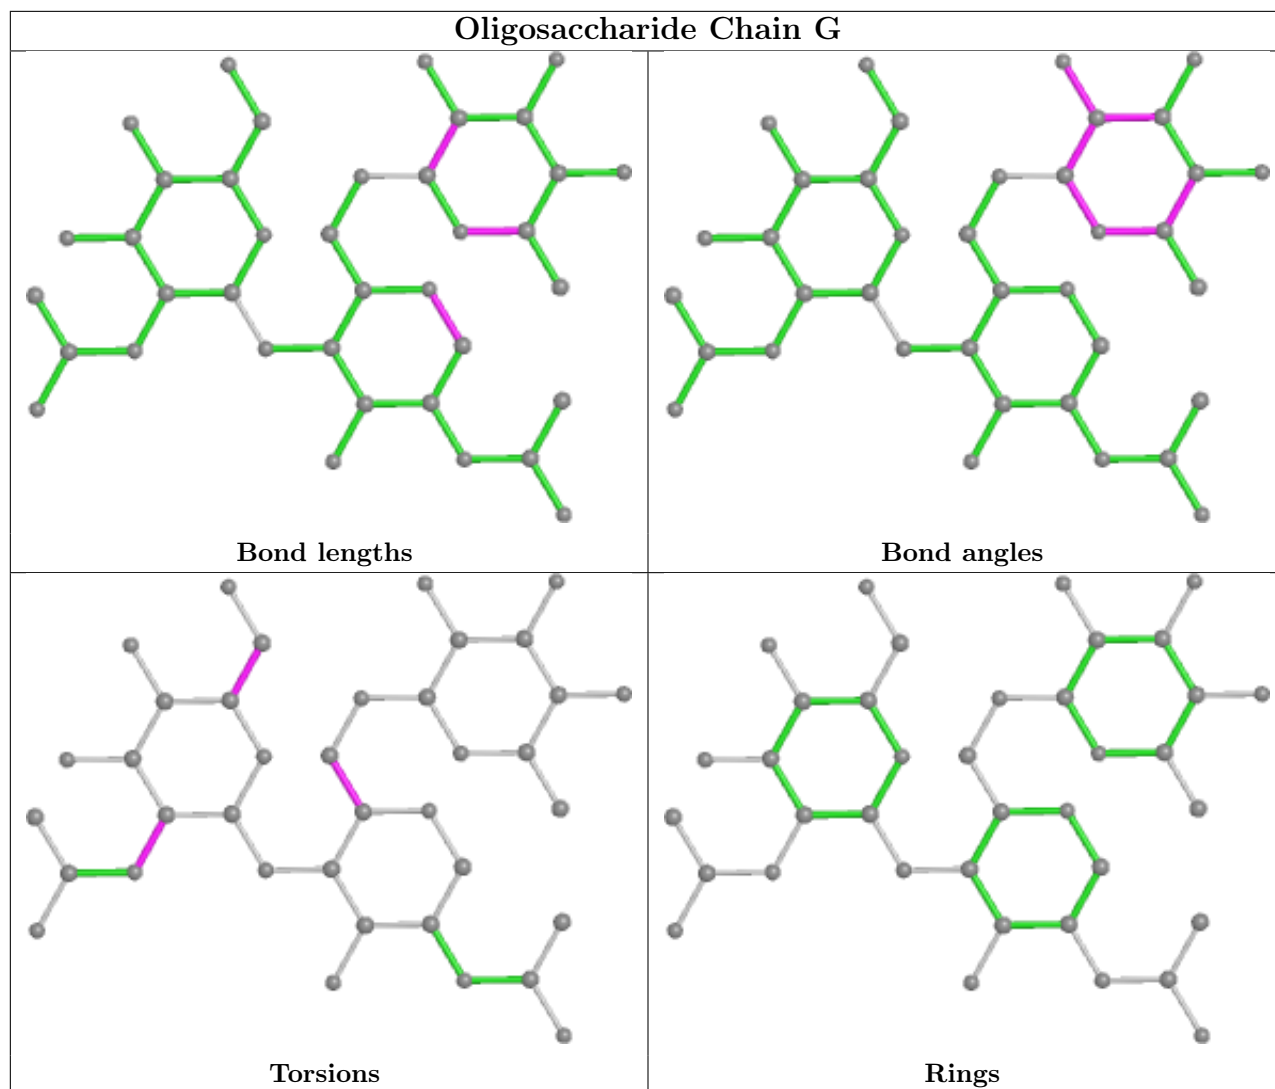 Oligosaccharide Chain G
Bond lengths
Bond angles
Torsions
Rings